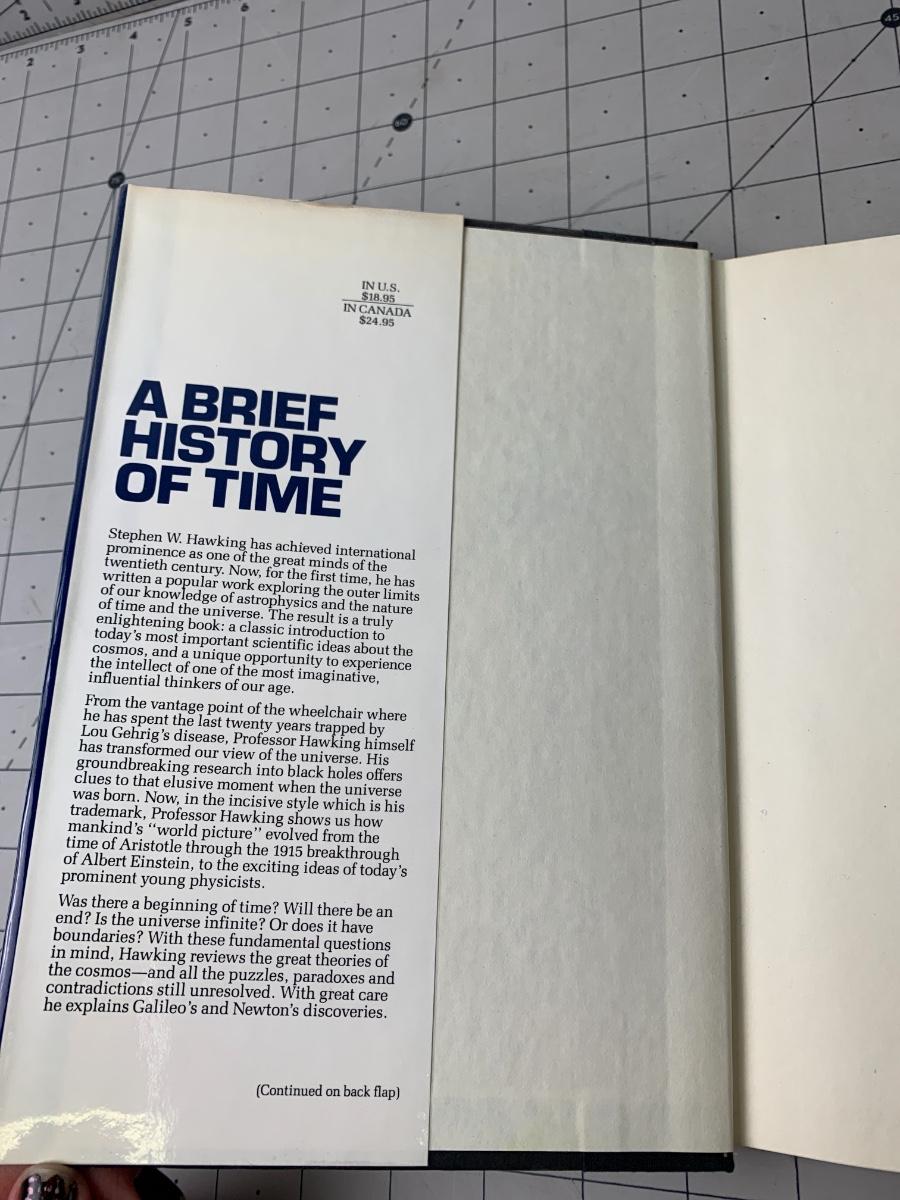 2
3
4
5
6
60
45
IN U.S.
$18.95
IN CANADA
$24.95
A BRIEF
HISTORY
OF TIME
Stephen W. Hawking has achieved international
prominence as one of the great minds of the
twentieth century. Now, for the first time, he has
written a popular work exploring the outer limits
of our knowledge of astrophysics and the nature
of time and the universe. The result is a truly
enlightening book: a classic introduction to
today's most important scientific ideas about the
cosmos, and a unique opportunity to experience
the intellect of one of the most imaginative,
influential thinkers of our age.
From the vantage point of the wheelchair where
he has spent the last twenty years trapped by
Lou Gehrig's disease, Professor Hawking himself
has transformed our view of the universe. His
groundbreaking research into black holes offers
clues to that elusive moment when the universe
was born. Now, in the incisive style which is his
trademark, Professor Hawking shows us how
mankind's "world picture" evolved from the
time of Aristotle through the 1915 breakthrough
of Albert Einstein, to the exciting ideas of today's
prominent young physicists.
Was there a beginning of time? Will there be an
end? Is the universe infinite? Or does it have
boundaries? With these fundamental questions
in mind, Hawking reviews the great theories of
the cosmos—and all the puzzles, paradoxes and
contradictions still unresolved. With great care
he explains Galileo's and Newton's discoveries.
(Continued on back flap)